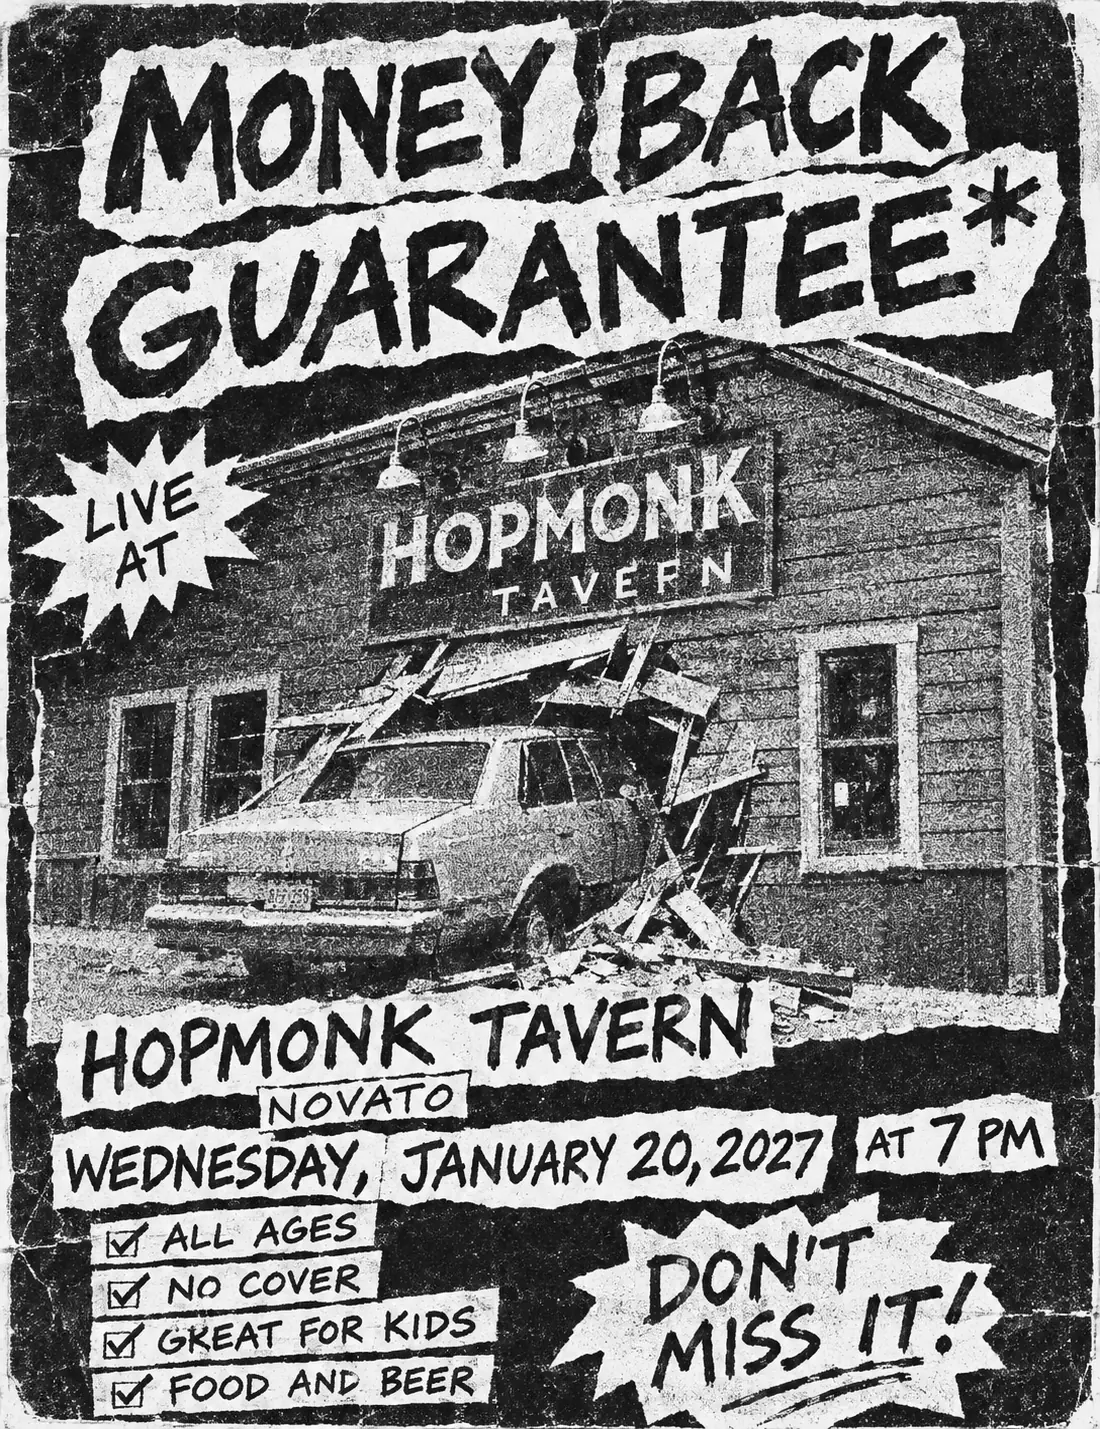 MONEY BACK
GUARANTEE*
LIVE
AT
HOPMONK
TAVEFN
HOPMONK TAVERN
NOVATO
WEDNESDAY, JANUARY 20, 2027 AT 7 PM
ALL AGES
NO COVER
GREAT FOR KIDS
FOOD AND BEER
DON'T
MISS IT!